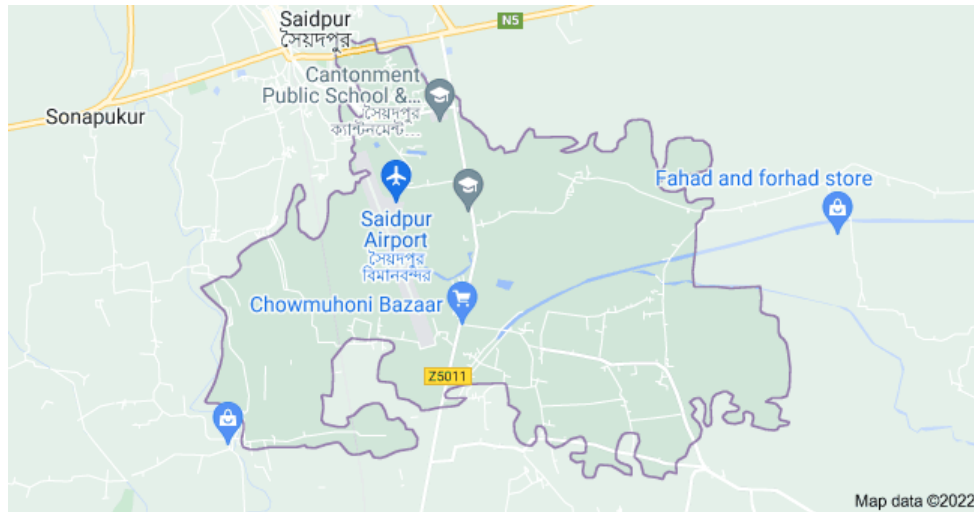 N5
Saidpur
সৈয়দপুর
Cantonment
Public School &...
সৈয়দপুর
ক্যান্টনমেন্ট...
Sonapukur
Fahad and forhad store
Saidpur
Airport
সৈয়দপুর
বিমানবন্দর
Chowmuhoni Bazaar
Z5011
Map data ©2022